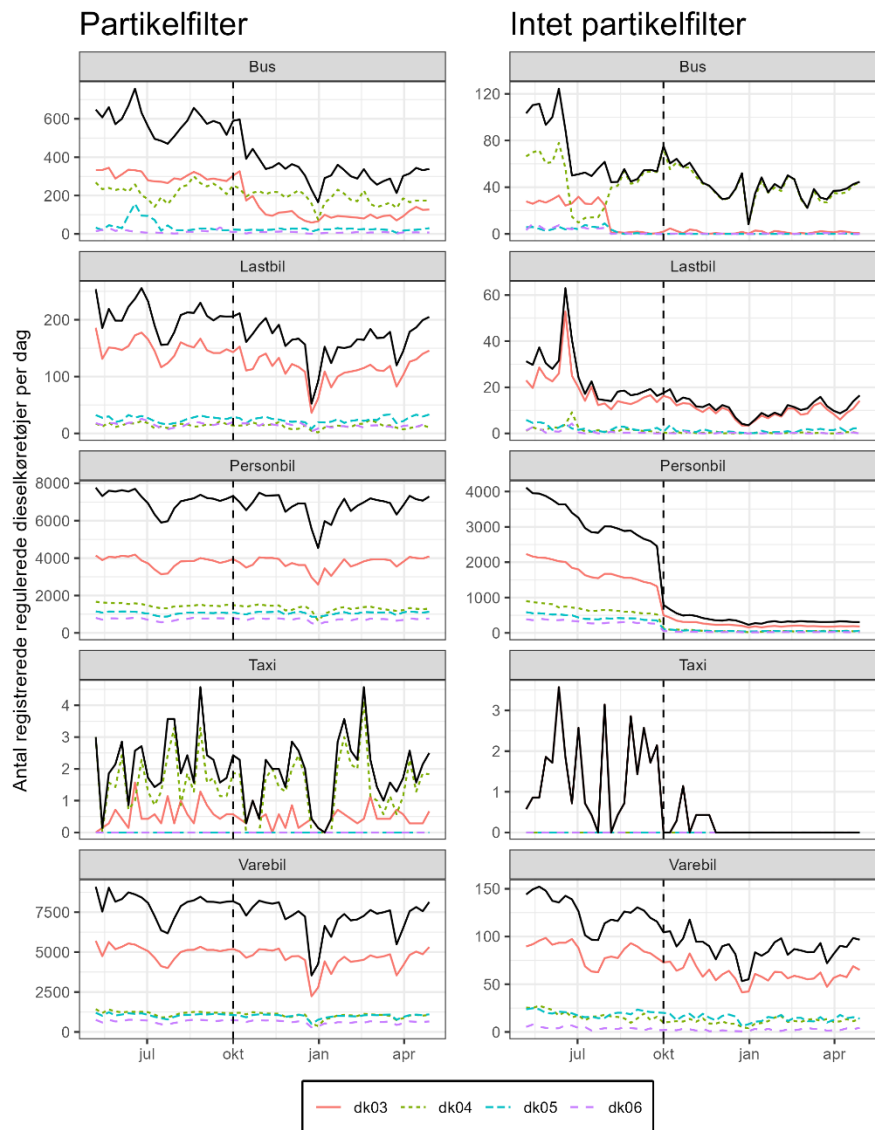 Partikelfilter
Intet partikelfilter
Antal registrerede regulerede dieselkøretøjer per dag
Bus
600
400
200
0
Bus
120
80
40
0
Lastbil
200
100
0
Lastbil
60
40
20
0
Personbil
8000
6000
4000
2000
0
Personbil
4000
3000
2000
1000
0
Taxi
4
3
2
1
0
Taxi
3
2
1
0
Varebil
7500
5000
2500
0
Varebil
150
100
50
0
jul okt jan apr
jul okt jan apr
dk03 dk04 dk05 dk06